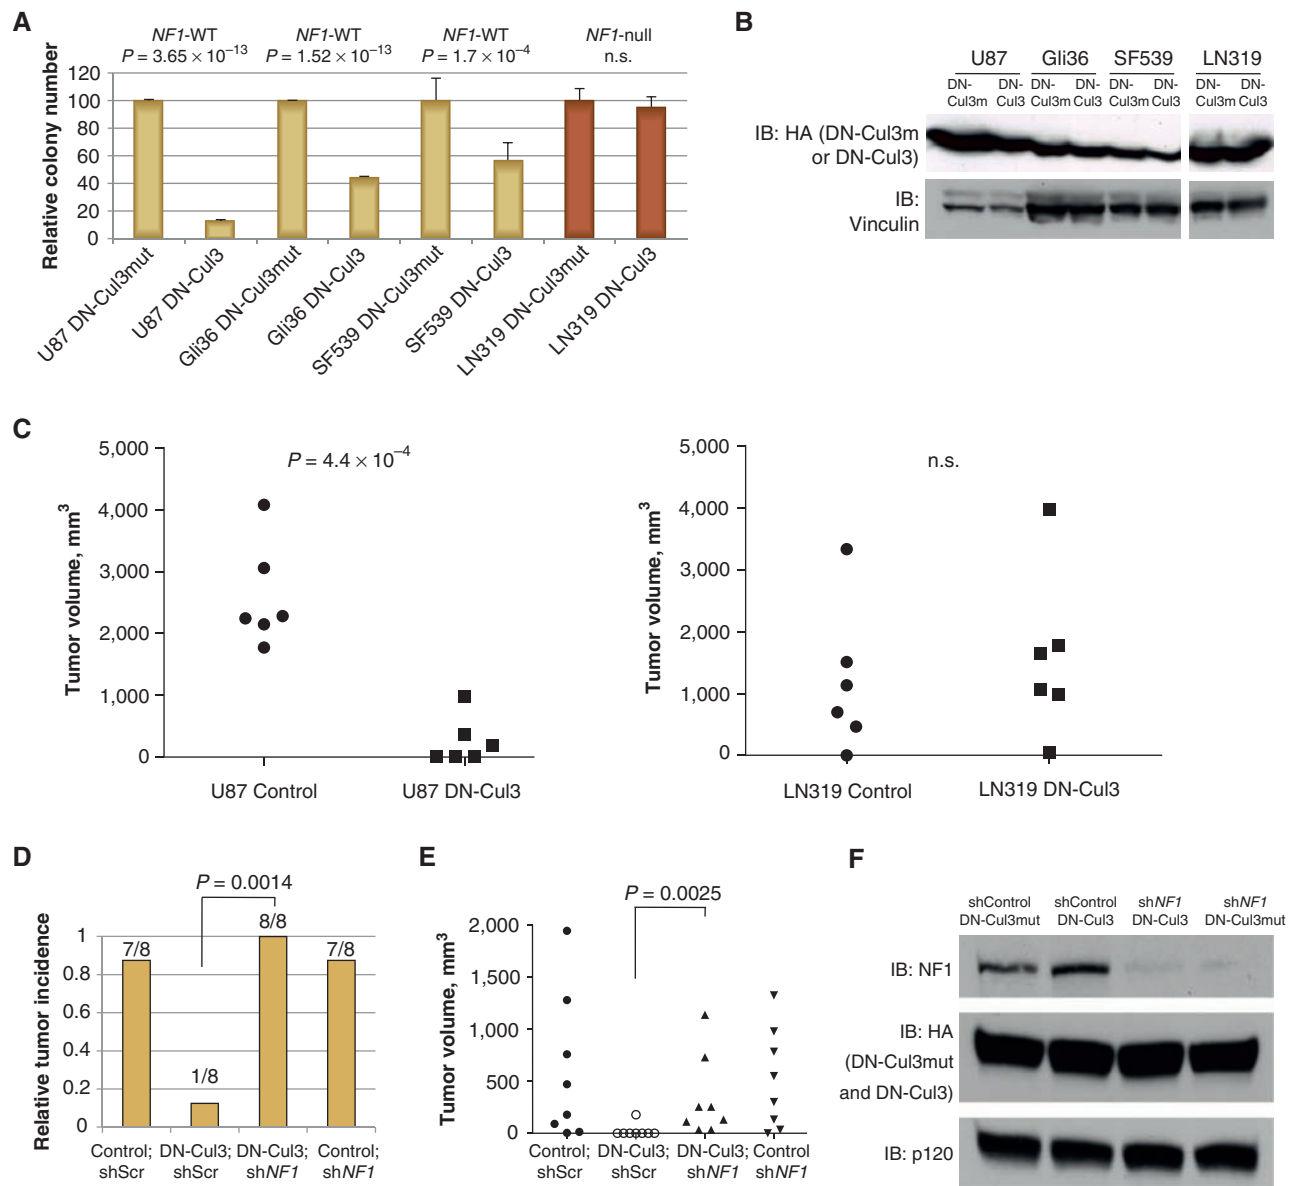 A
NF1-WT
P = 3.65 × 10–13
NF1-WT
P = 1.52 × 10–13
NF1-WT
P = 1.7 × 10–4
NF1-null
n.s.
Relative colony number
120
100
80
60
40
20
0
U87 DN-Cul3mut
U87 DN-Cul3
Gli36 DN-Cul3mut
Gli36 DN-Cul3
SF539 DN-Cul3mut
SF539 DN-Cul3
LN319 DN-Cul3mut
LN319 DN-Cul3
B
U87 Gli36 SF539 LN319
DN- DN- DN- DN- DN- DN- DN- DN-
Cul3m Cul3 Cul3m Cul3 Cul3m Cul3 Cul3m Cul3
IB: HA (DN-Cul3m
or DN-Cul3)
IB:
Vinculin
C
P = 4.4 × 10–4
Tumor volume, mm3
5,000
4,000
3,000
2,000
1,000
0
U87 Control
U87 DN-Cul3
n.s.
Tumor volume, mm3
5,000
4,000
3,000
2,000
1,000
0
LN319 Control
LN319 DN-Cul3
D
P = 0.0014
Relative tumor incidence
1
0.8
0.6
0.4
0.2
0
7/8
1/8
8/8
7/8
Control;
shScr
DN-Cul3;
shScr
DN-Cul3;
shNF1
Control;
shNF1
E
P = 0.0025
Tumor volume, mm3
2,000
1,500
1,000
500
0
Control;
shScr
DN-Cul3;
shScr
DN-Cul3;
shNF1
Control
shNF1
F
shControl
DN-Cul3mut
shControl
DN-Cul3
shNF1
DN-Cul3
shNF1
DN-Cul3mut
IB: NF1
IB: HA
(DN-Cul3mut
and DN-Cul3)
IB: p120